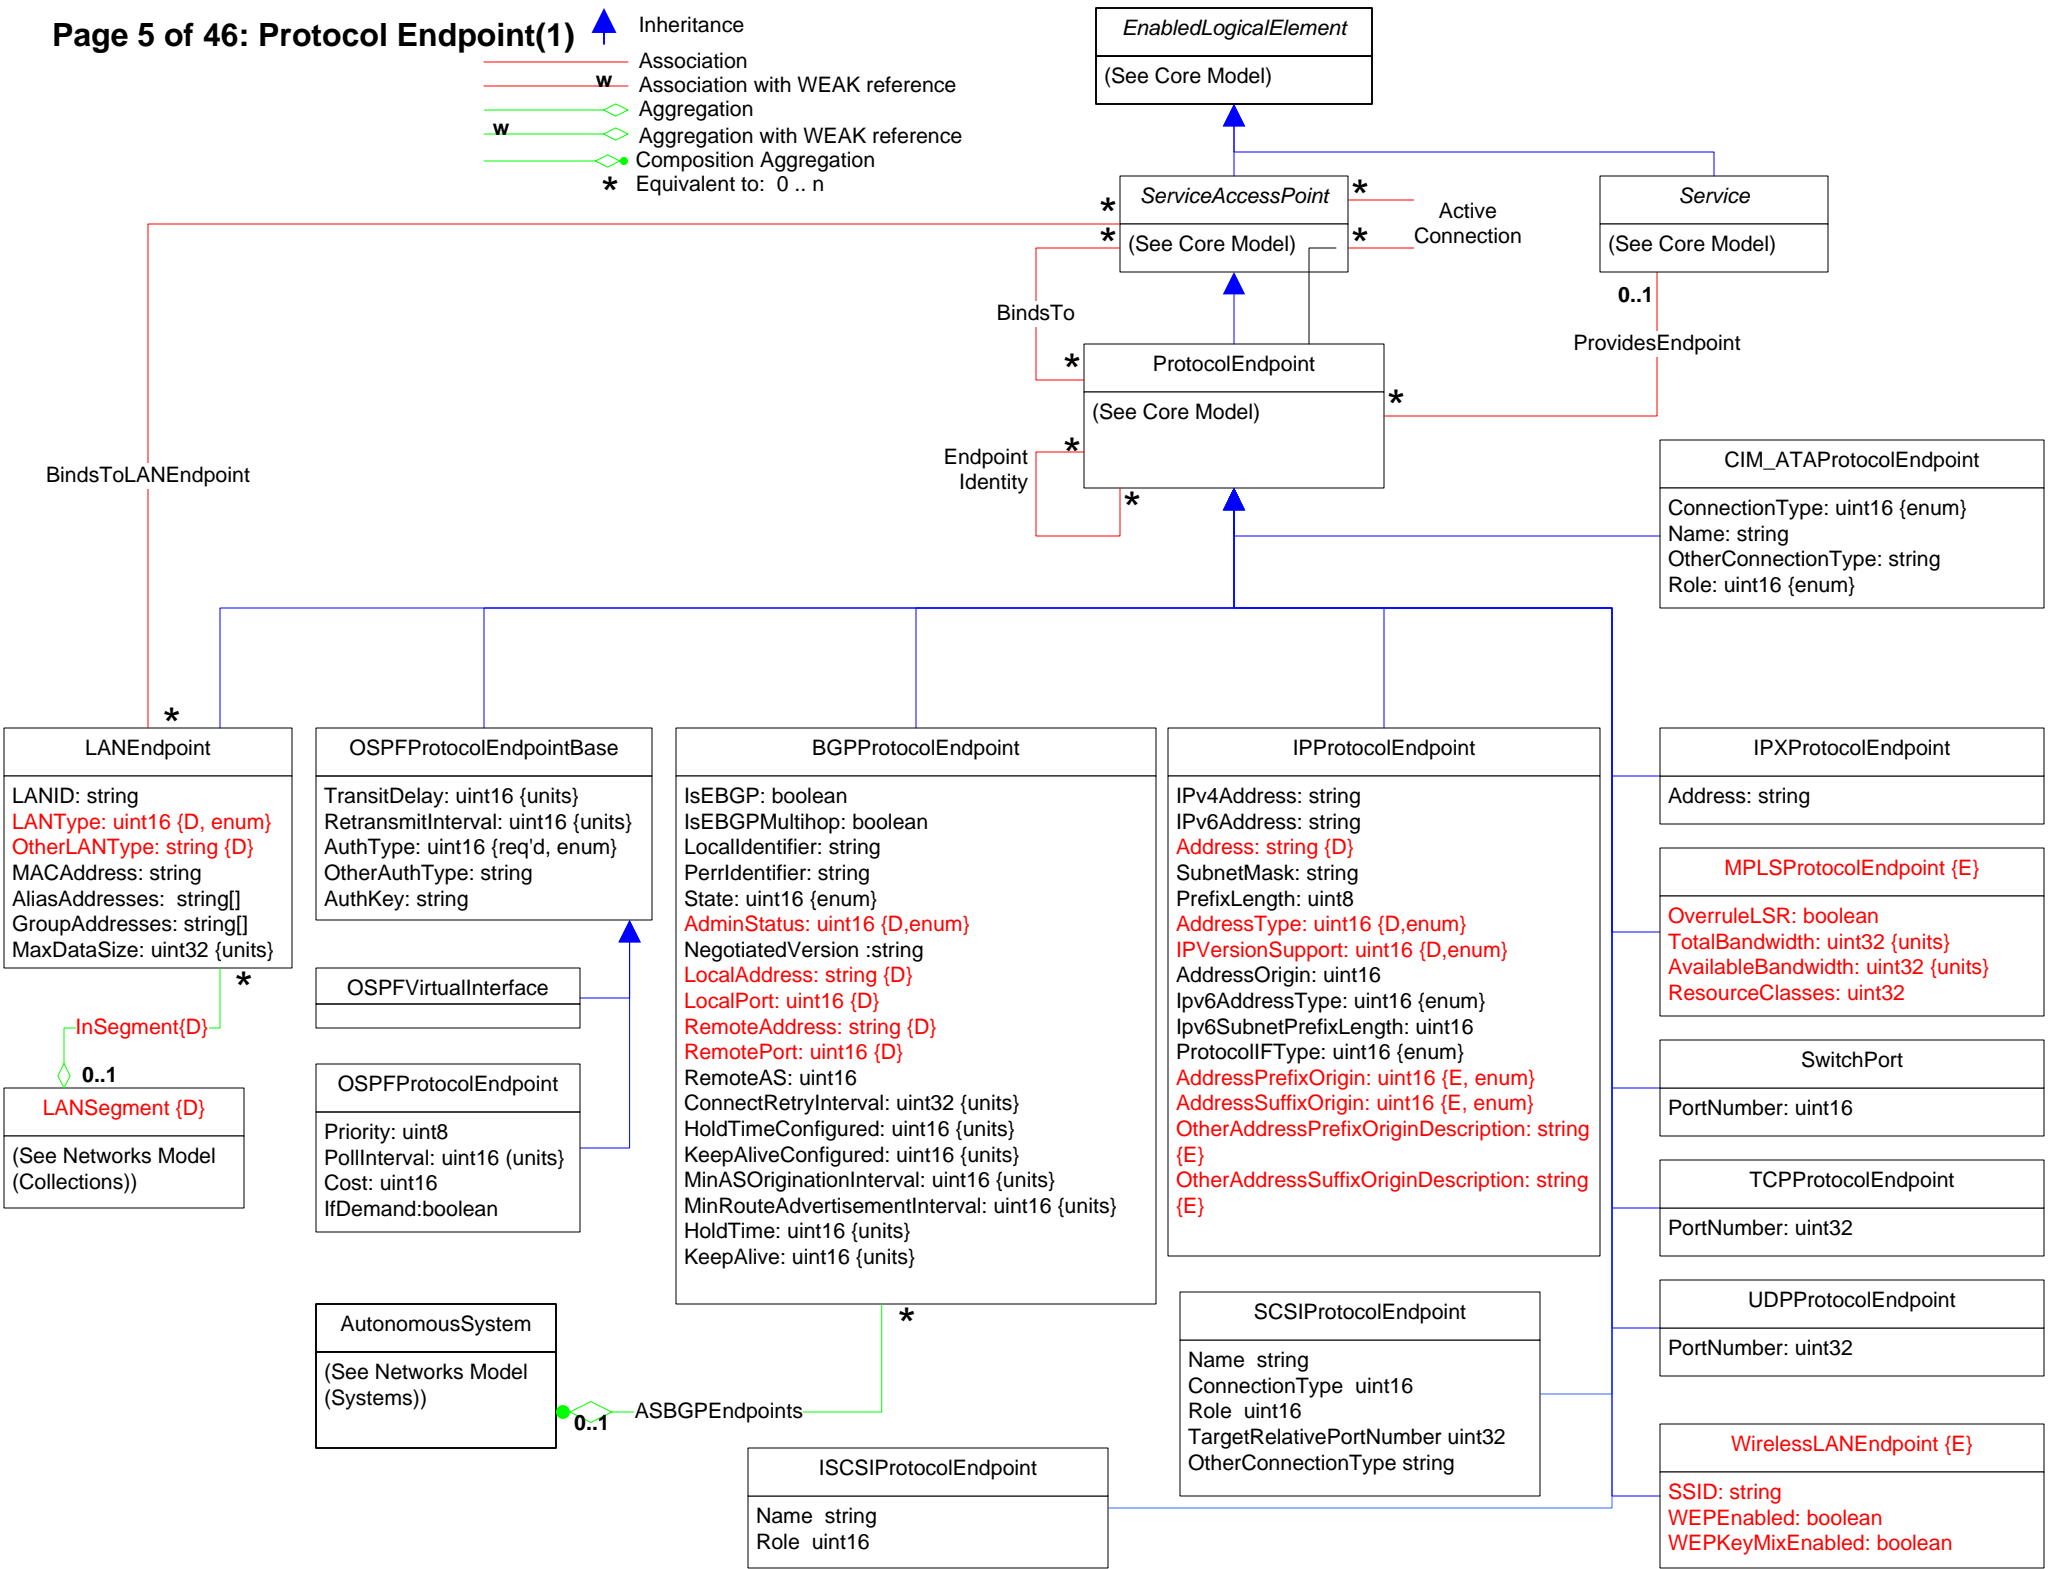 Page 5 of 46: Protocol Endpoint(1)
Inheritance
Association
w
Association with WEAK reference
Aggregation
w
Aggregation with WEAK reference
Composition Aggregation
* Equivalent to: 0 .. n
EnabledLogicalElement
(See Core Model)
ServiceAccessPoint
(See Core Model)
*
*
*
*
Active
Connection
Service
(See Core Model)
0..1
ProvidesEndpoint
*
BindsTo
*
ProtocolEndpoint
(See Core Model)
Endpoint
Identity
*
*
BindsToLANEndpoint
*
CIM_ATAProtocolEndpoint
ConnectionType: uint16 {enum}
Name: string
OtherConnectionType: string
Role: uint16 {enum}
LANEndpoint
LANID: string
LANType: uint16 {D, enum}
OtherLANType: string {D}
MACAddress: string
AliasAddresses:  string[]
GroupAddresses: string[]
MaxDataSize: uint32 {units}
*
InSegment{D}
0..1
LANSegment {D}
(See Networks Model
(Collections))
OSPFProtocolEndpointBase
TransitDelay: uint16 {units}
RetransmitInterval: uint16 {units}
AuthType: uint16 {req'd, enum}
OtherAuthType: string
AuthKey: string
OSPFVirtualInterface
OSPFProtocolEndpoint
Priority: uint8
PollInterval: uint16 (units}
Cost: uint16
IfDemand:boolean
AutonomousSystem
(See Networks Model
(Systems))
0..1
ASBGPEndpoints
*
BGPProtocolEndpoint
IsEBGP: boolean
IsEBGPMultihop: boolean
LocalIdentifier: string
PerrIdentifier: string
State: uint16 {enum}
AdminStatus: uint16 {D,enum}
NegotiatedVersion :string
LocalAddress: string {D}
LocalPort: uint16 {D}
RemoteAddress: string {D}
RemotePort: uint16 {D}
RemoteAS: uint16
ConnectRetryInterval: uint32 {units}
HoldTimeConfigured: uint16 {units}
KeepAliveConfigured: uint16 {units}
MinASOriginationInterval: uint16 {units}
MinRouteAdvertisementInterval: uint16 {units}
HoldTime: uint16 {units}
KeepAlive: uint16 {units}
IPProtocolEndpoint
IPv4Address: string
IPv6Address: string
Address: string {D}
SubnetMask: string
PrefixLength: uint8
AddressType: uint16 {D,enum}
IPVersionSupport: uint16 {D,enum}
AddressOrigin: uint16
Ipv6AddressType: uint16 {enum}
Ipv6SubnetPrefixLength: uint16
ProtocolIFType: uint16 {enum}
AddressPrefixOrigin: uint16 {E, enum}
AddressSuffixOrigin: uint16 {E, enum}
OtherAddressPrefixOriginDescription: string
{E}
OtherAddressSuffixOriginDescription: string
{E}
SCSIProtocolEndpoint
Name  string
ConnectionType  uint16
Role  uint16
TargetRelativePortNumber uint32
OtherConnectionType string
ISCSIProtocolEndpoint
Name  string
Role  uint16
IPXProtocolEndpoint
Address: string
MPLSProtocolEndpoint {E}
OverruleLSR: boolean
TotalBandwidth: uint32 {units}
AvailableBandwidth: uint32 {units}
ResourceClasses: uint32
SwitchPort
PortNumber: uint16
TCPProtocolEndpoint
PortNumber: uint32
UDPProtocolEndpoint
PortNumber: uint32
WirelessLANEndpoint {E}
SSID: string
WEPEnabled: boolean
WEPKeyMixEnabled: boolean